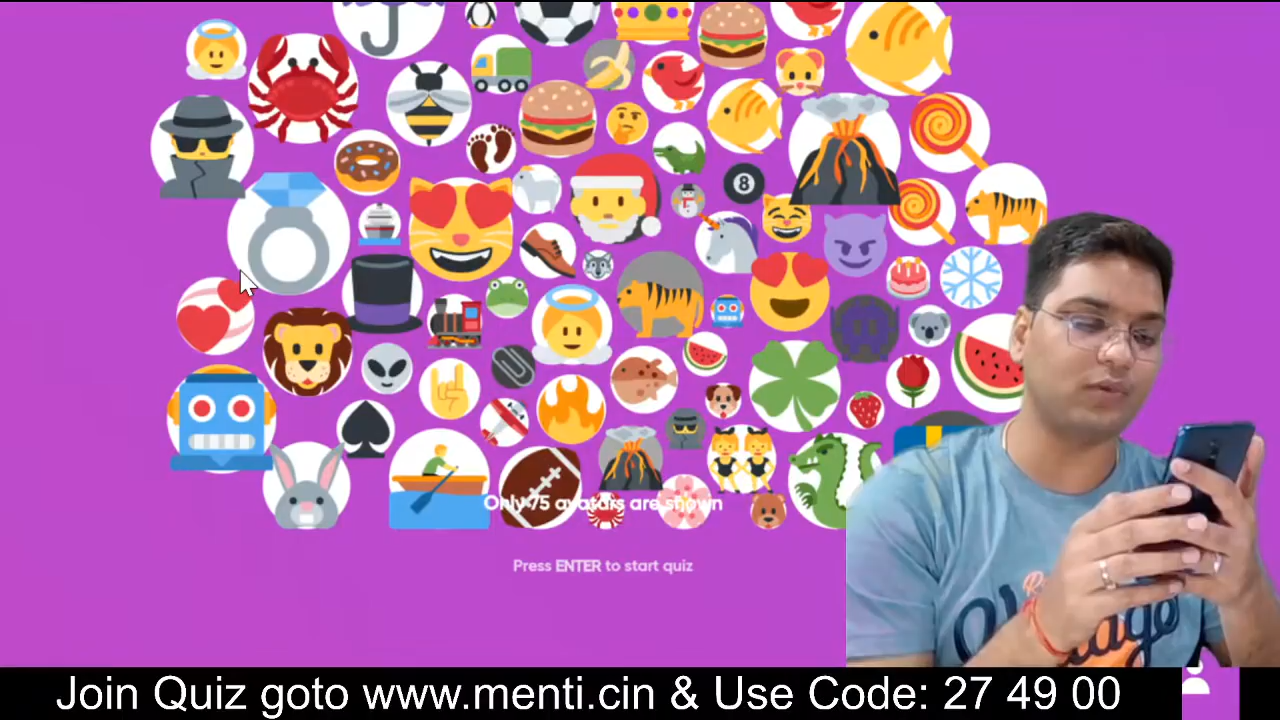 8
Only 75 avatars are shown
Press ENTER to start quiz
Join Quiz goto www.menti.cin & Use Code: 27 49 00